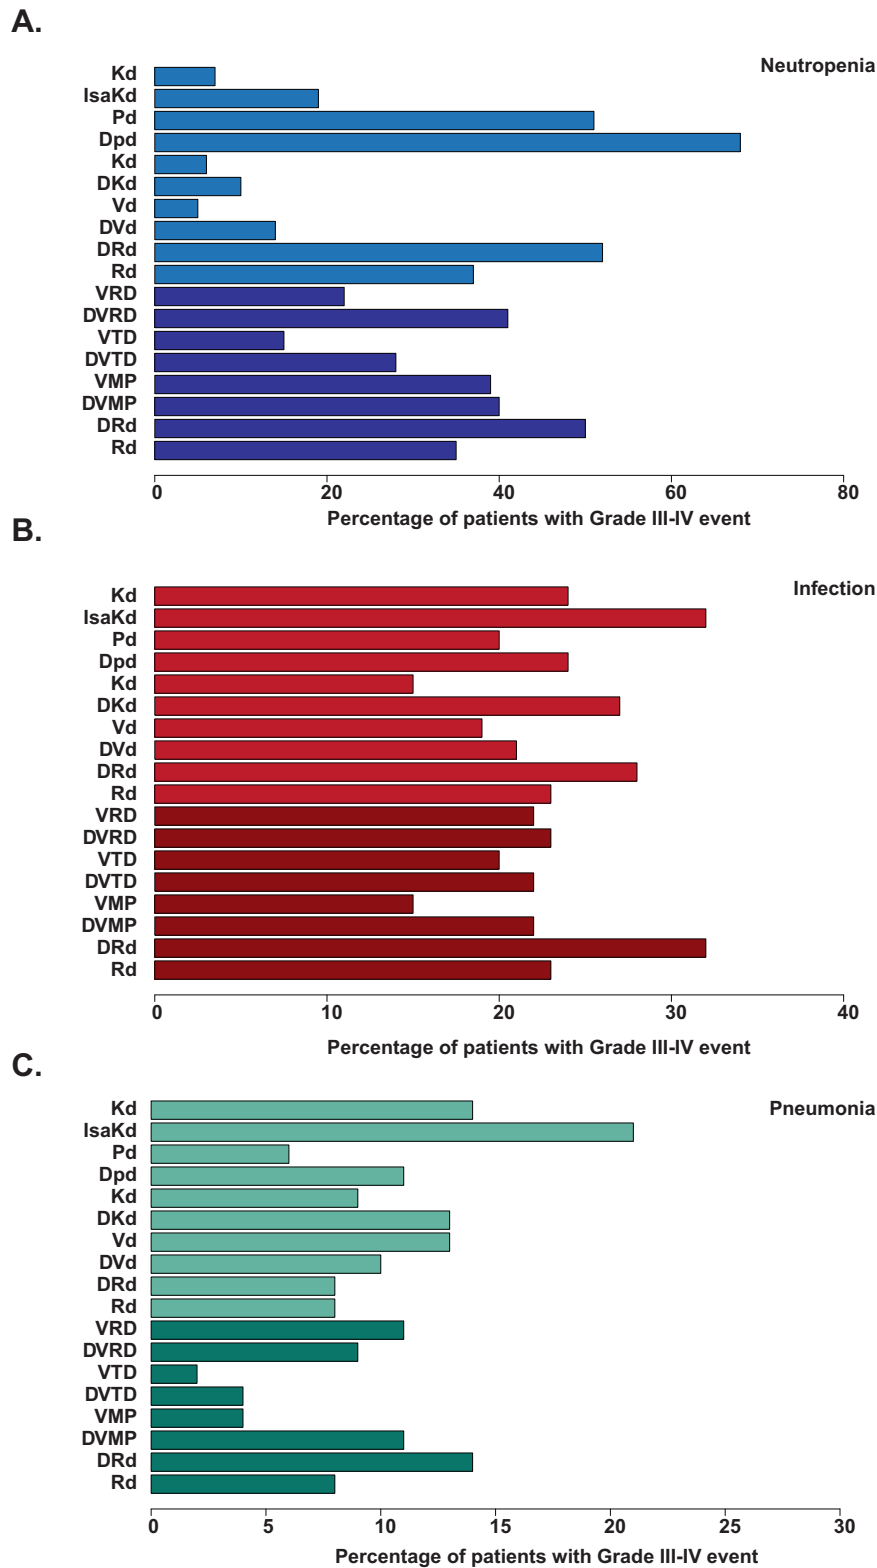 A.
Neutropenia
Kd
IsaKd
Pd
Dpd
Kd
DKd
Vd
DVd
DRd
Rd
VRD
DVRD
VTD
DVTD
VMP
DVMP
DRd
Rd
0 20 40 60 80
Percentage of patients with Grade III-IV event
B.
Infection
Kd
IsaKd
Pd
Dpd
Kd
DKd
Vd
DVd
DRd
Rd
VRD
DVRD
VTD
DVTD
VMP
DVMP
DRd
Rd
0 10 20 30 40
Percentage of patients with Grade III-IV event
C.
Pneumonia
Kd
IsaKd
Pd
Dpd
Kd
DKd
Vd
DVd
DRd
Rd
VRD
DVRD
VTD
DVTD
VMP
DVMP
DRd
Rd
0 5 10 15 20 25 30
Percentage of patients with Grade III-IV event